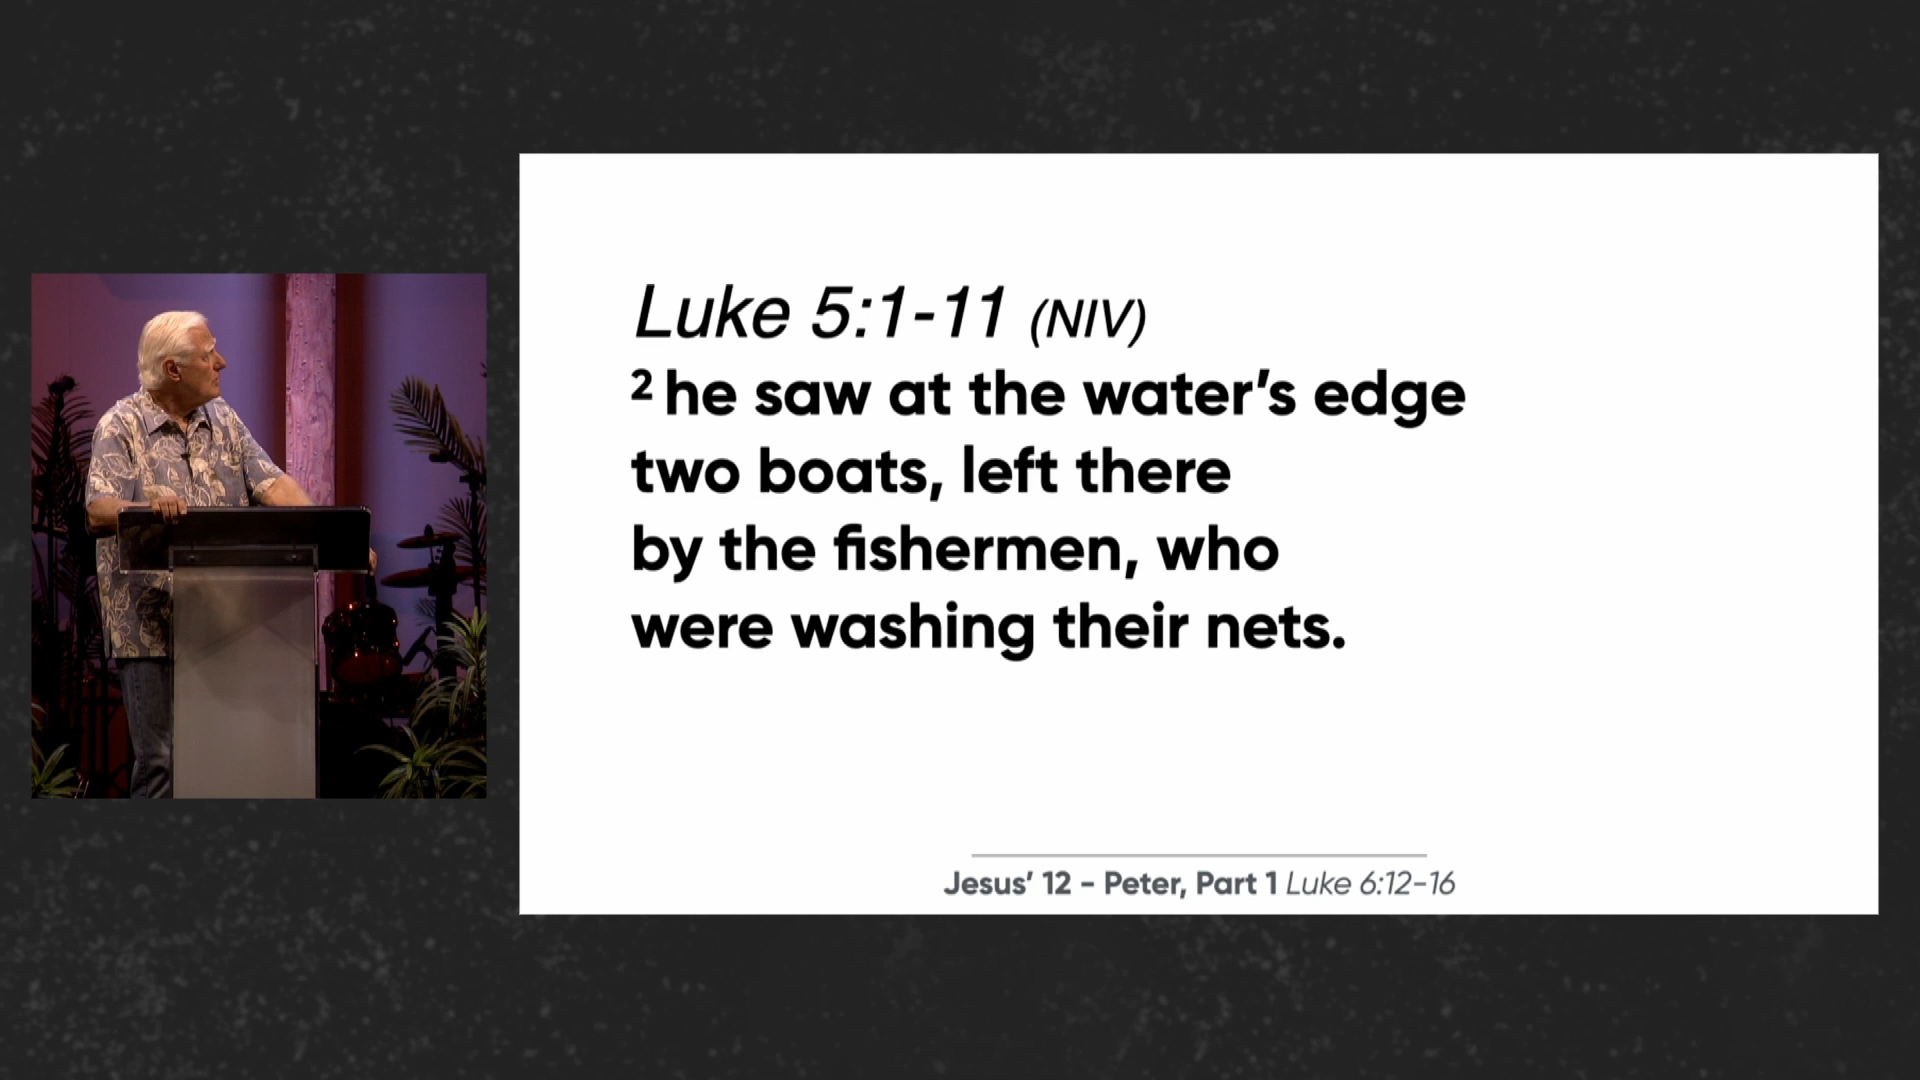 Luke 5:1-11 (NIV)
2 he saw at the water’s edge
two boats, left there
by the fishermen, who
were washing their nets.
Jesus’ 12 – Peter, Part 1 Luke 6:12-16